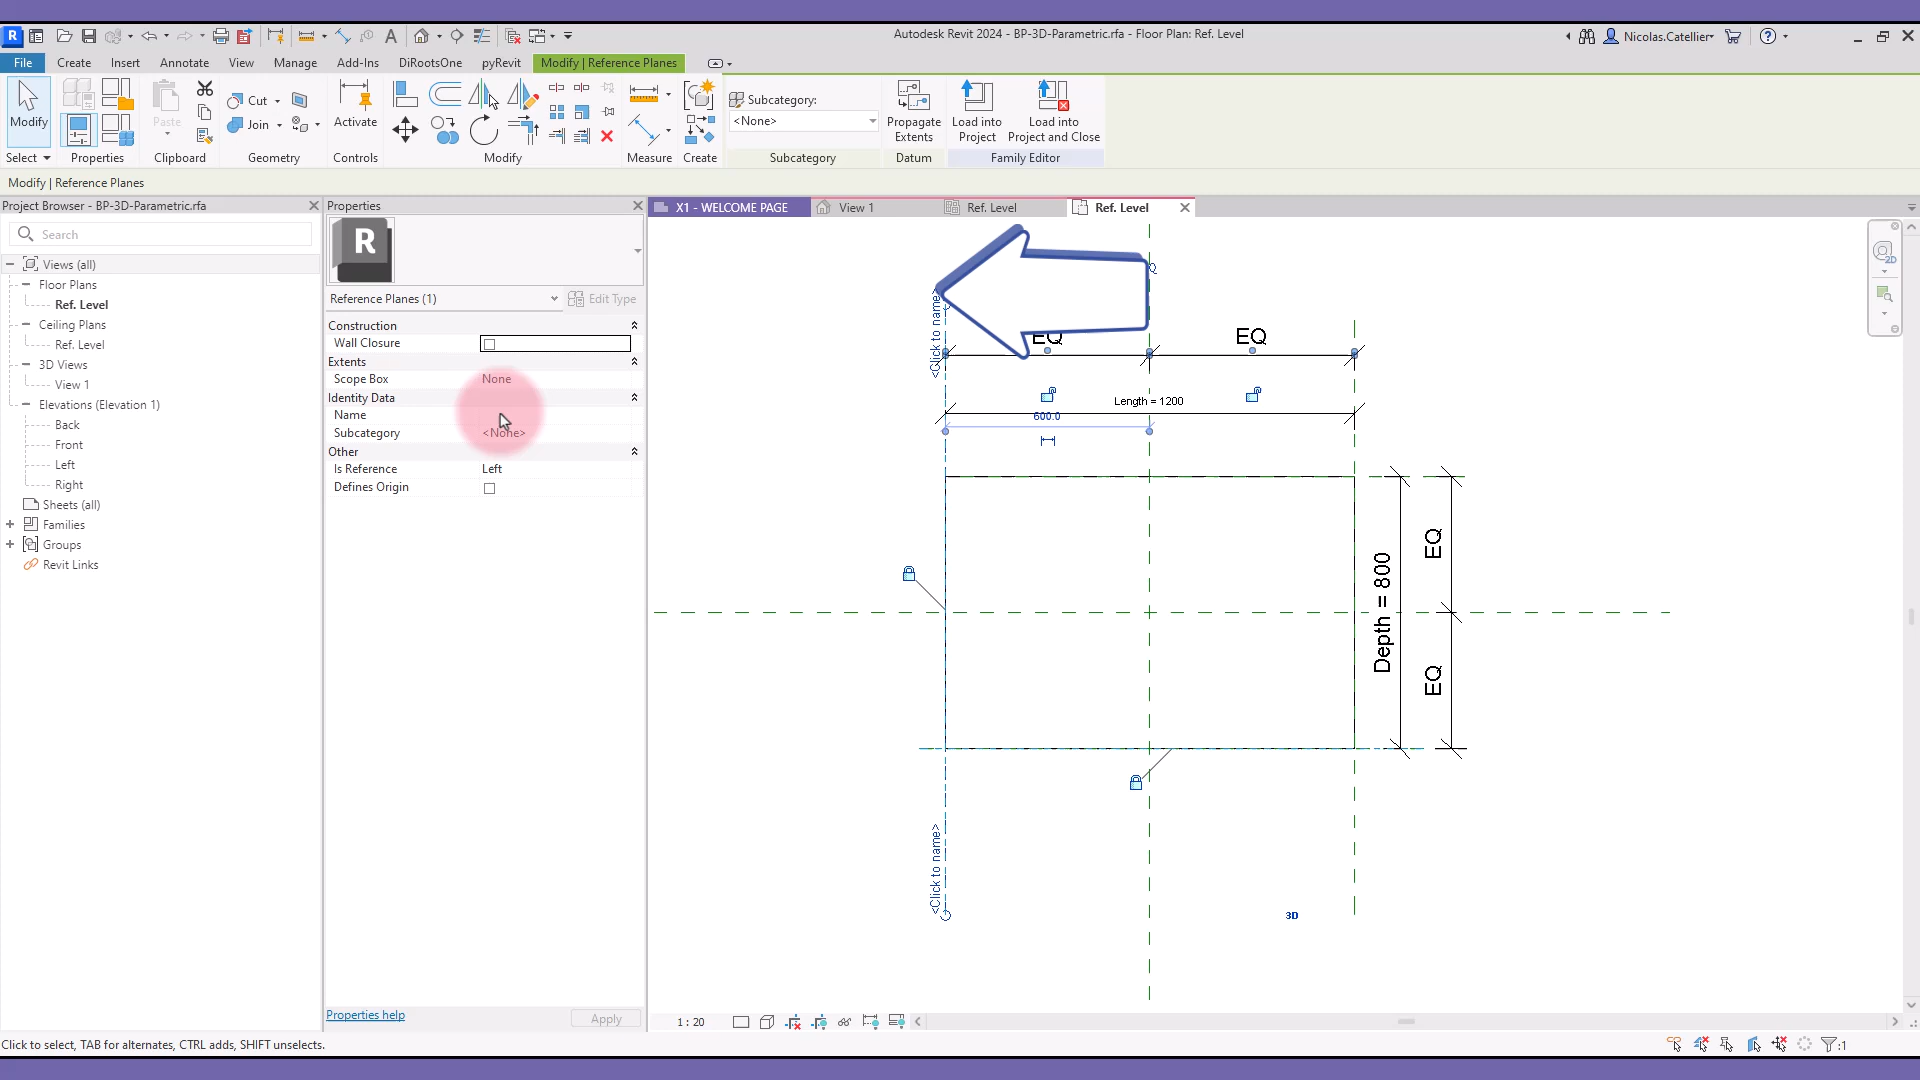 Autodesk Revit 2024 - BP-3D-Parametric.rfa - Floor Plan: Ref. Level
Nicolas.Catellier
File Create Insert Annotate View Manage Add-Ins DiRootsOne pyRevit Modify | Reference Planes
Modify
Paste
Cut
Join
Activate
Subcategory:
<None>
Propagate Extents
Load into Project
Load into Project and Close
Select Properties Clipboard Geometry Controls Modify Measure Create Subcategory Datum Family Editor
Modify | Reference Planes
Project Browser - BP-3D-Parametric.rfa
Search
Views (all)
Floor Plans
Ref. Level
Ceiling Plans
Ref. Level
3D Views
View 1
Elevations (Elevation 1)
Back
Front
Left
Right
Sheets (all)
Families
Groups
Revit Links
Properties
R
Reference Planes (1)
Edit Type
Construction
Wall Closure
Extents
Scope Box None
Identity Data
Name
Subcategory <None>
Other
Is Reference Left
Defines Origin
Properties help
Apply
X1 - WELCOME PAGE
View 1
Ref. Level
Ref. Level
2D
<Click to name>
EQ
EQ
Length = 1200
600.0
Depth = 800
EQ
EQ
<Click to name>
3D
1 : 20
Click to select, TAB for alternates, CTRL adds, SHIFT unselects.
:1